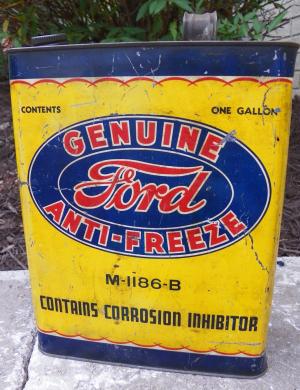 CONTENTS ONE GALLON
GENUINE
Ford
ANTI-FREEZE
M-1186-B
CONTAINS CORROSION INHIBITOR